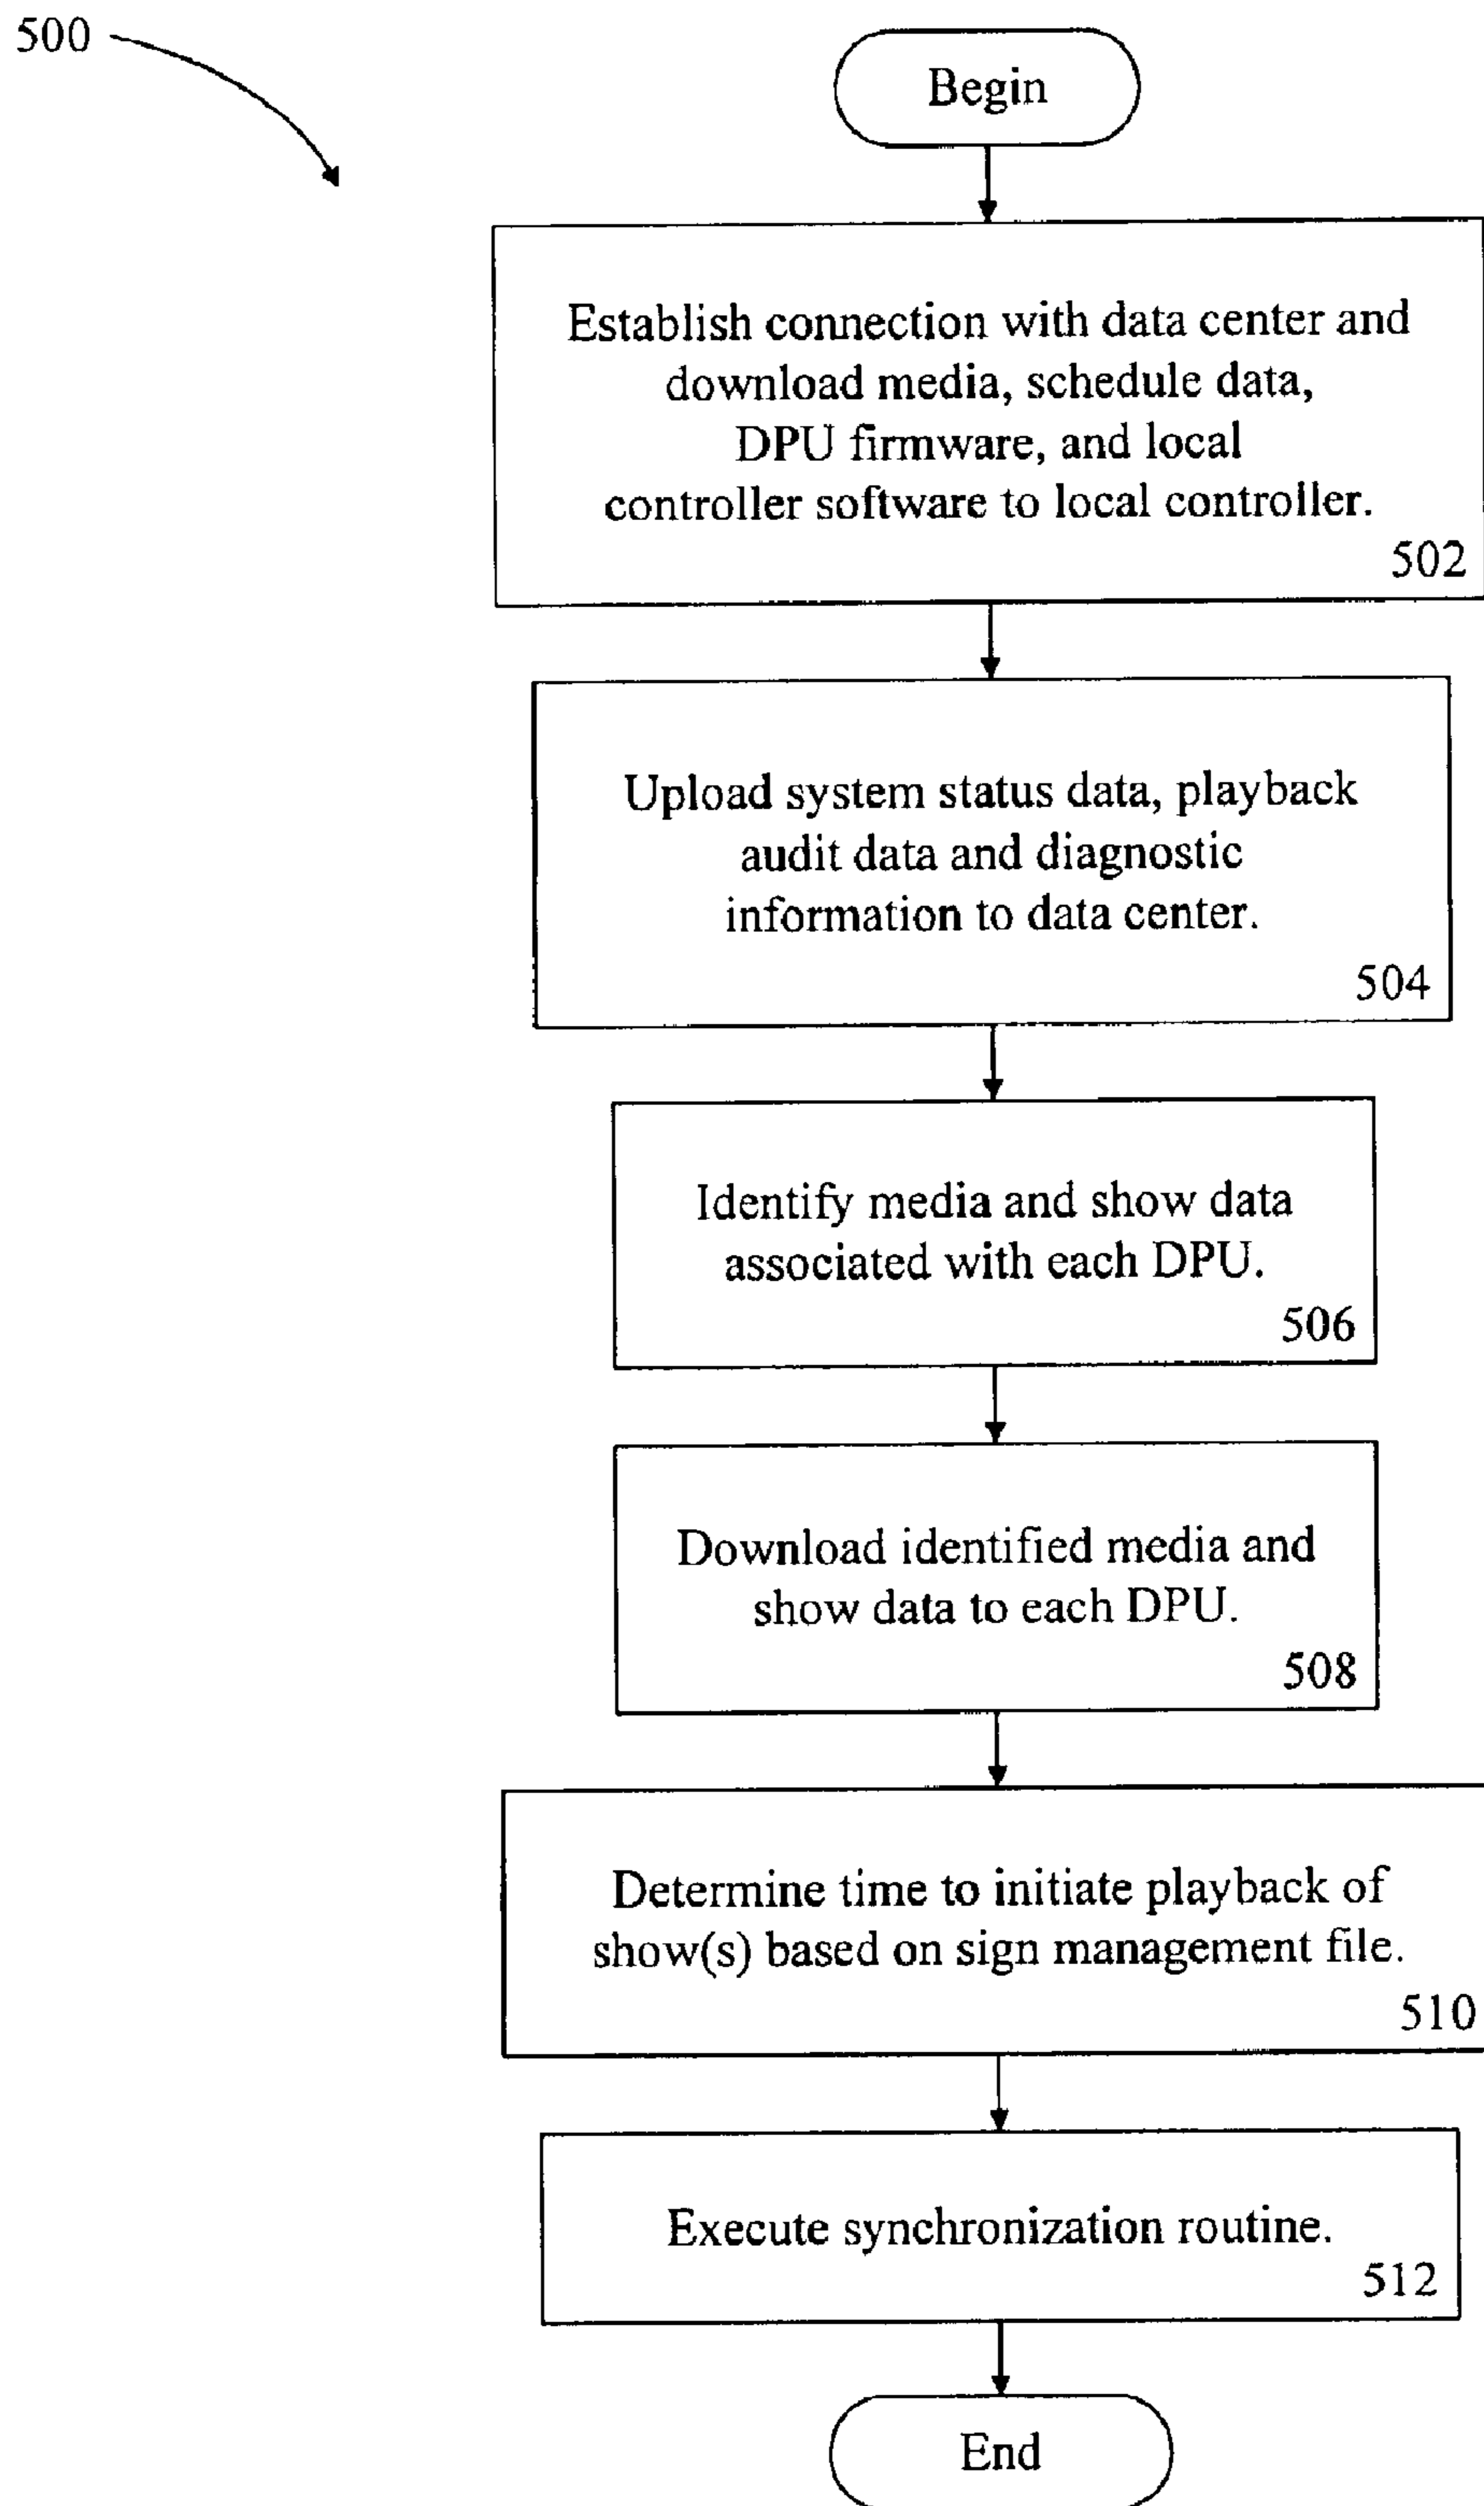 500
Begin
Establish connection with data center and
download media, schedule data,
DPU firmware, and local
controller software to local controller.
502
Upload system status data, playback
audit data and diagnostic
information to data center.
504
Identify media and show data
associated with each DPU.
506
Download identified media and
show data to each DPU.
508
Determine time to initiate playback of
show(s) based on sign management file.
510
Execute synchronization routine.
512
End